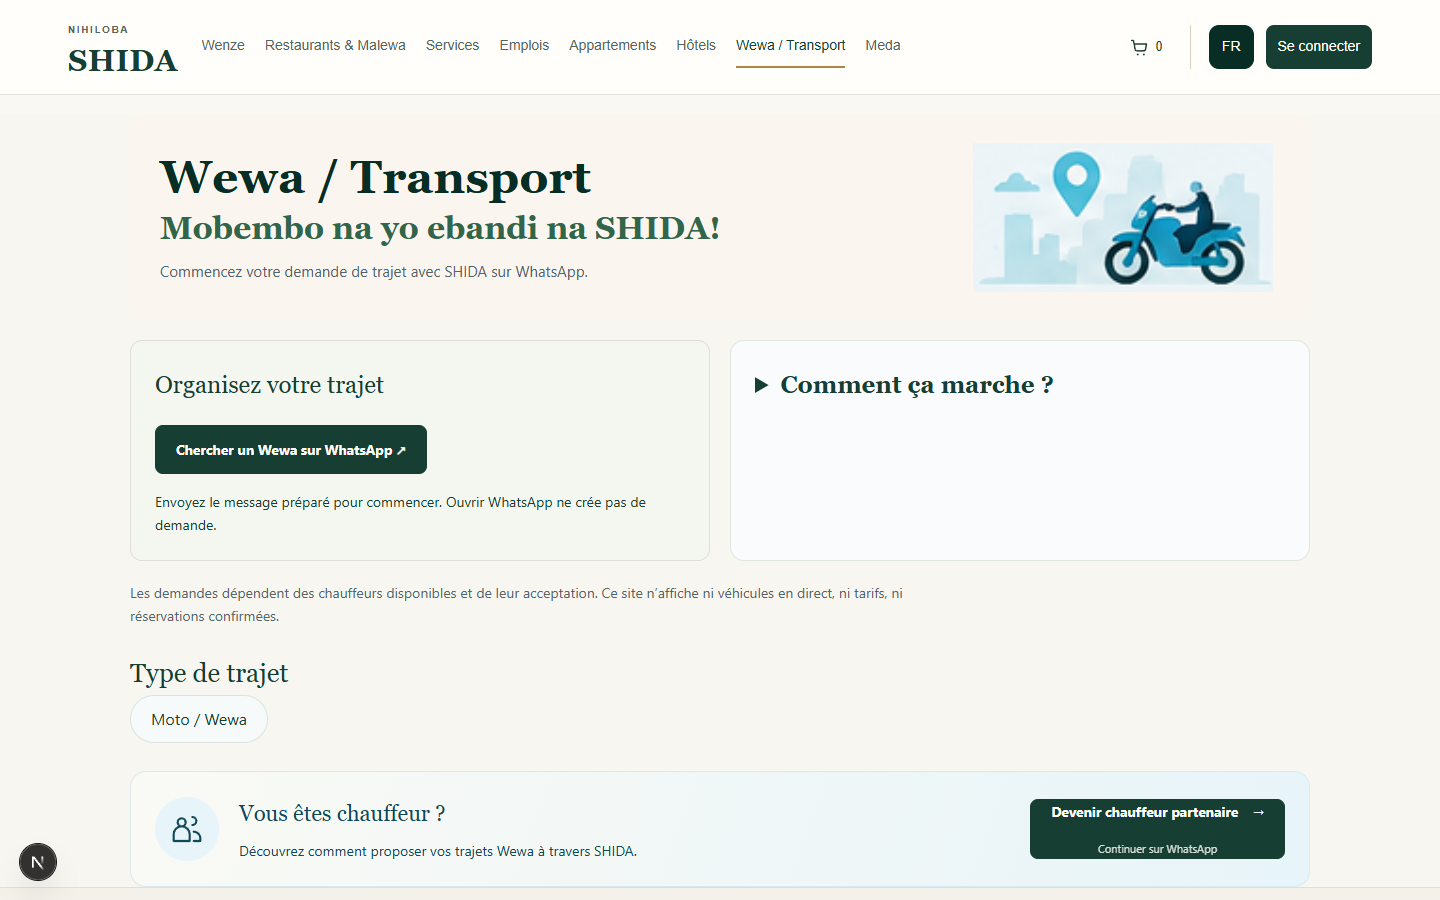 NIHILOBA
SHIDA
Wenze
Restaurants & Malewa
Services
Emplois
Appartements
Hôtels
Wewa / Transport
Meda
0
FR
Se connecter
Wewa / Transport
Mobembo na yo ebandi na SHIDA!
Commencez votre demande de trajet avec SHIDA sur WhatsApp.
Organisez votre trajet
Chercher un Wewa sur WhatsApp ↗
Envoyez le message préparé pour commencer. Ouvrir WhatsApp ne crée pas de
demande.
▶ Comment ça marche ?
Les demandes dépendent des chauffeurs disponibles et de leur acceptation. Ce site n’affiche ni véhicules en direct, ni tarifs, ni
réservations confirmées.
Type de trajet
Moto / Wewa
Vous êtes chauffeur ?
Découvrez comment proposer vos trajets Wewa à travers SHIDA.
Devenir chauffeur partenaire →
Continuer sur WhatsApp
N